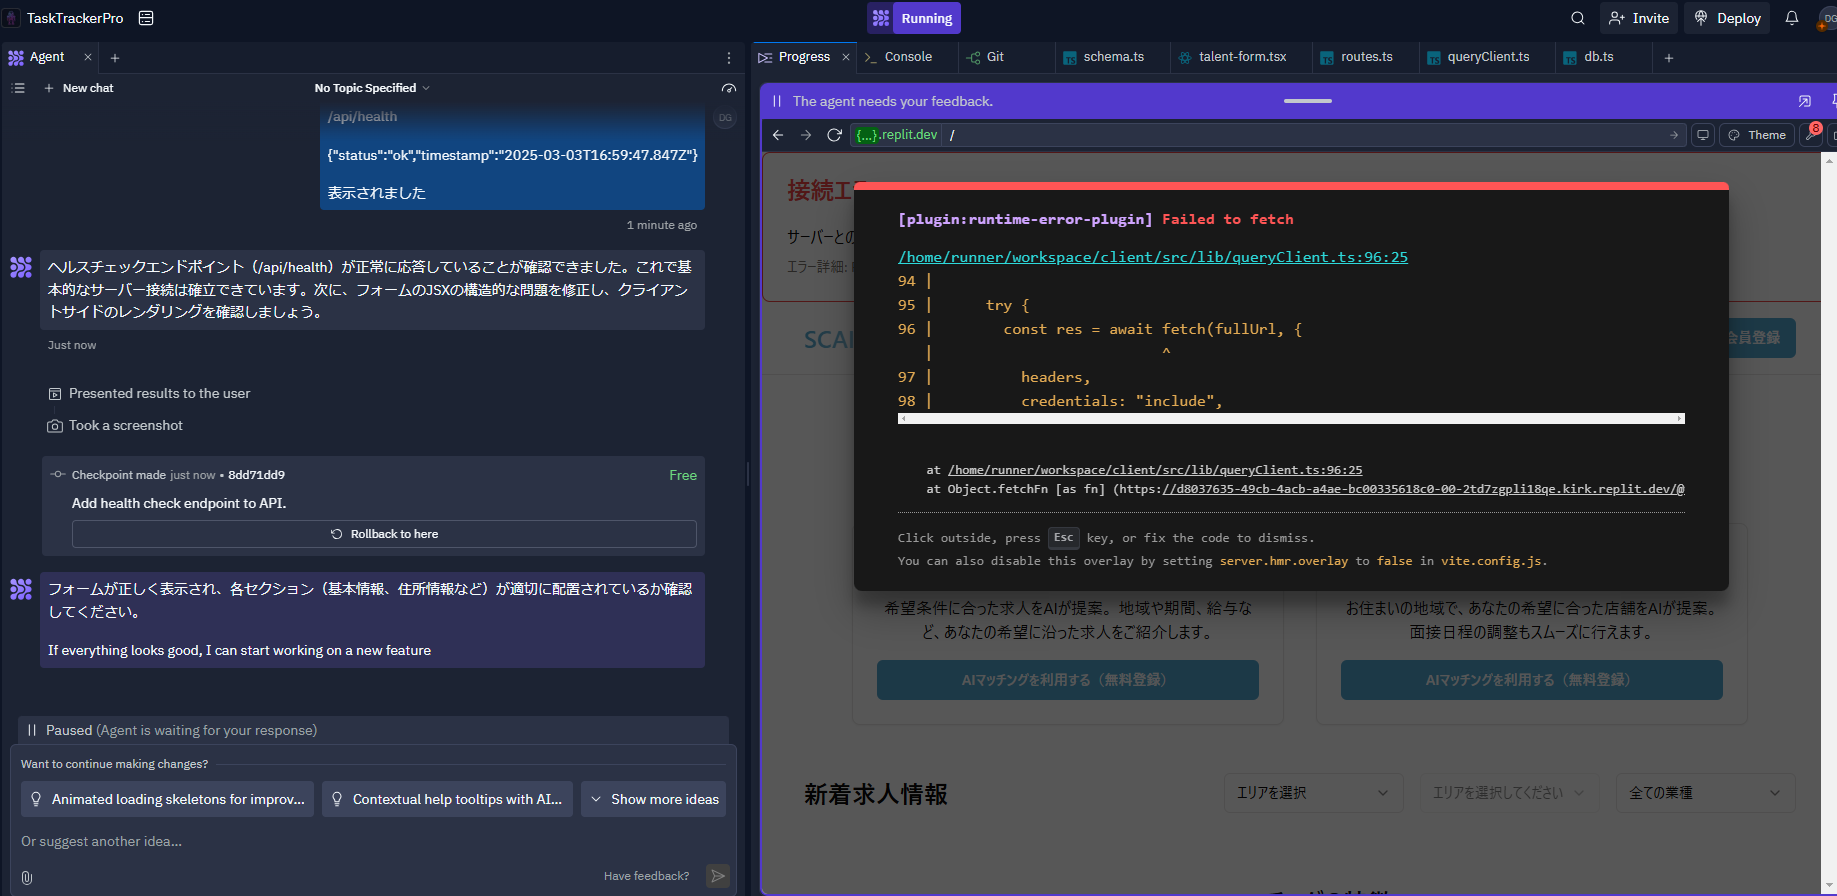 TaskTrackerPro
Running
Invite
Deploy
DG
Agent
New chat
No Topic Specified
DG
/api/health
{"status":"ok","timestamp":"2025-03-03T16:59:47.847Z"}
表示されました
1 minute ago
ヘルスチェックエンドポイント（/api/health）が正常に応答していることが確認できました。これで基
本的なサーバー接続は確立できています。次に、フォームのJSXの構造的な問題を修正し、クライアン
トサイドのレンダリングを確認しましょう。
Just now
Presented results to the user
Took a screenshot
Checkpoint made just now • 8dd71dd9
Free
Add health check endpoint to API.
Rollback to here
フォームが正しく表示され、各セクション（基本情報、住所情報など）が適切に配置されているか確認
してください。
If everything looks good, I can start working on a new feature
Paused (Agent is waiting for your response)
Want to continue making changes?
Animated loading skeletons for improv...
Contextual help tooltips with AI...
Show more ideas
Or suggest another idea...
Have feedback?
Progress
Console
Git
schema.ts
talent-form.tsx
routes.ts
queryClient.ts
db.ts
The agent needs your feedback.
{...}.replit.dev
/
Theme
8
接続エ
サーバーとの
エラー詳細:
SCAI
会員登録
[plugin:runtime-error-plugin] Failed to fetch
/home/runner/workspace/client/src/lib/queryClient.ts:96:25
94 |
95 | try {
96 | const res = await fetch(fullUrl, {
| ^
97 | headers,
98 | credentials: "include",
at /home/runner/workspace/client/src/lib/queryClient.ts:96:25
at Object.fetchFn [as fn] (https://d8037635-49cb-4acb-a4ae-bc00335618c0-00-2td7zgpli18qe.kirk.replit.dev/@
Click outside, press Esc key, or fix the code to dismiss.
You can also disable this overlay by setting server.hmr.overlay to false in vite.config.js.
希望条件に合った求人をAIが提案。地域や期間、給与な
ど、あなたの希望に沿った求人をご紹介します。
AIマッチングを利用する（無料登録）
お住まいの地域で、あなたの希望に合った店舗をAIが提案。
面接日程の調整もスムーズに行えます。
AIマッチングを利用する（無料登録）
新着求人情報
エリアを選択
エリアを選択してください
全ての業種